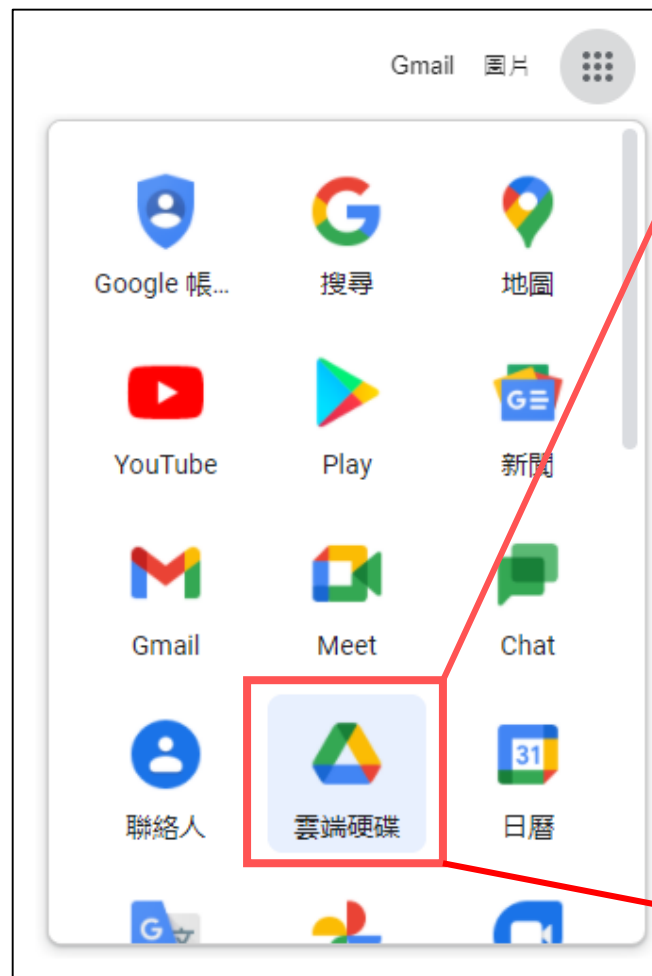 Gmail 圖片
Google 帳... 搜尋 地圖
G
YouTube Play 新聞
Gmail Meet Chat
31
聯絡人 雲端硬碟 日曆
G 文